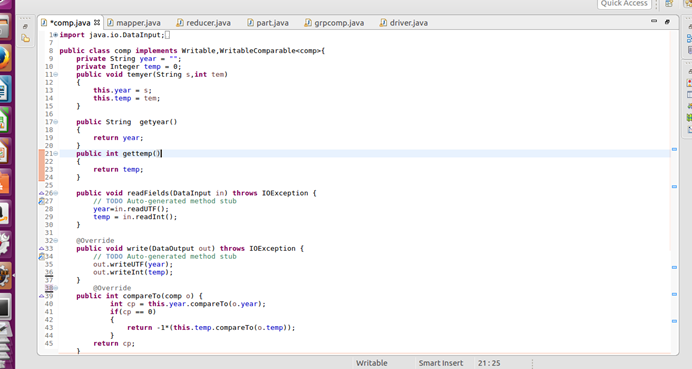 Quick Access
*comp.java mapper.java reducer.java part.java grpcomp.java driver.java
1 import java.io.DataInput;
7
8 public class comp implements Writable,WritableComparable<comp>{
9 private String year = "";
10 private Integer temp = 0;
11 public void temyer(String s,int tem)
12 {
13 this.year = s;
14 this.temp = tem;
15 }
16
17 public String getyear()
18 {
19 return year;
20 }
21 public int gettemp()
22 {
23 return temp;
24 }
25
26 public void readFields(DataInput in) throws IOException {
27 // TODO Auto-generated method stub
28 year=in.readUTF();
29 temp = in.readInt();
30 }
31
32 @Override
33 public void write(DataOutput out) throws IOException {
34 // TODO Auto-generated method stub
35 out.writeUTF(year);
36 out.writeInt(temp);
37 }
38 @Override
39 public int compareTo(comp o) {
40 int cp = this.year.compareTo(o.year);
41 if(cp == 0)
42 {
43 return -1*(this.temp.compareTo(o.temp));
44 }
45 return cp;
}
Writable Smart Insert 21 : 25